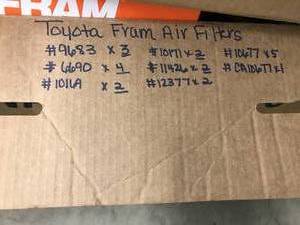 FRAM
Toyota Fram Air Filters
#9683 x 3 #10171 x 2 #10677 x 5
#6690 x 4 #11426 x 2 #CA10677 x 1
#10169 x 2 #12377 x 2